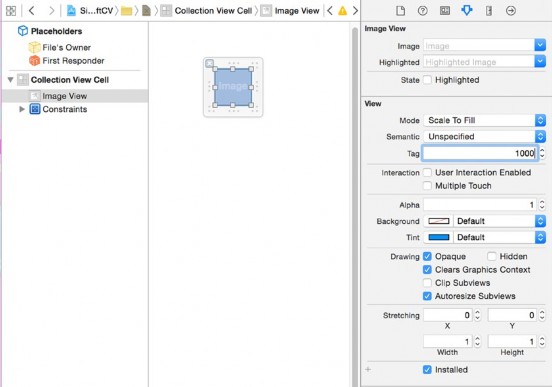 Si...ftCV
Collection View Cell
Image View
Placeholders
File's Owner
First Responder
Collection View Cell
Image View
Constraints
Image
Image View
Image
Image
Highlighted
Highlighted Image
State
Highlighted
View
Mode
Scale To Fill
Semantic
Unspecified
Tag
1000
Interaction
User Interaction Enabled
Multiple Touch
Alpha
1
Background
Default
Tint
Default
Drawing
Opaque
Hidden
Clears Graphics Context
Clip Subviews
Autoresize Subviews
Stretching
0
0
X
Y
1
1
Width
Height
Installed